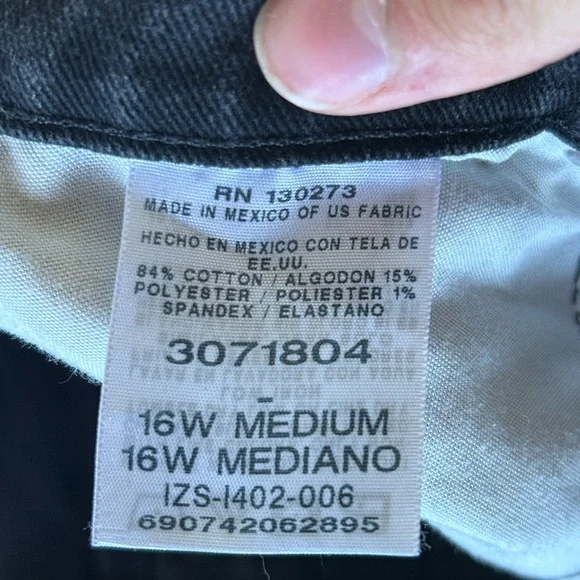 RN 130273
MADE IN MEXICO OF US FABRIC
HECHO EN MEXICO CON TELA DE
EE.UU.
84% COTTON / ALGODON 15%
POLYESTER / POLIESTER 1%
SPANDEX / ELASTANO
3071804
-
16W MEDIUM
16W MEDIANO
IZS-I402-006
690742062895